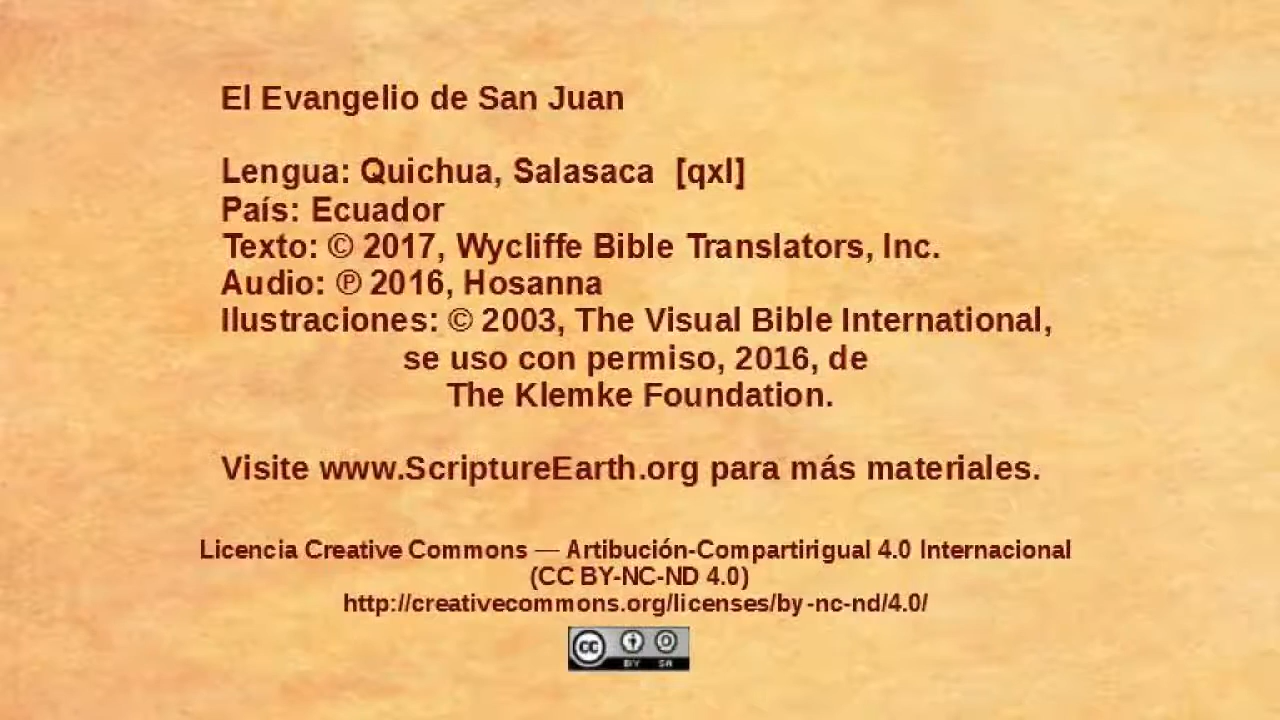 El Evangelio de San Juan
Lengua: Quichua, Salasaca [qxl]
País: Ecuador
Texto: © 2017, Wycliffe Bible Translators, Inc.
Audio: ℗ 2016, Hosanna
Ilustraciones: © 2003, The Visual Bible International,
se uso con permiso, 2016, de
The Klemke Foundation.
Visite www.ScriptureEarth.org para más materiales.
Licencia Creative Commons — Artibución-Compartirigual 4.0 Internacional
(CC BY-NC-ND 4.0)
http://creativecommons.org/licenses/by-nc-nd/4.0/
cc BY SA